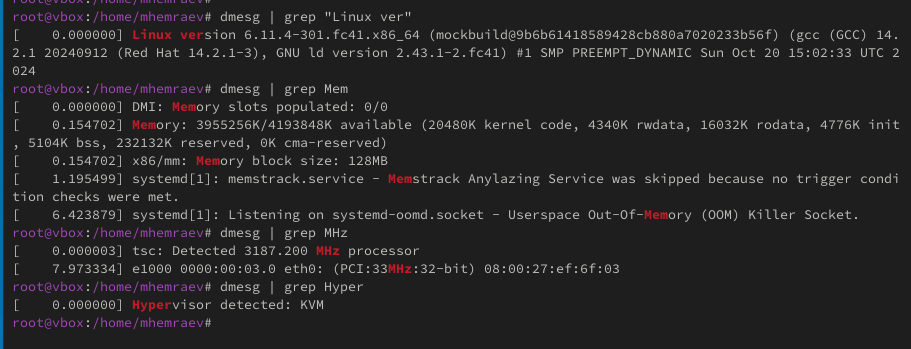 root@vbox:/home/mhemraev# dmesg | grep "Linux ver"
[    0.000000] Linux version 6.11.4-301.fc41.x86_64 (mockbuild@9b6b61418589428cb880a7020233b56f) (gcc (GCC) 14.
2.1 20240912 (Red Hat 14.2.1-3), GNU ld version 2.43.1-2.fc41) #1 SMP PREEMPT_DYNAMIC Sun Oct 20 15:02:33 UTC 2
024
root@vbox:/home/mhemraev# dmesg | grep Mem
[    0.000000] DMI: Memory slots populated: 0/0
[    0.154702] Memory: 3955256K/4193848K available (20480K kernel code, 4340K rwdata, 16032K rodata, 4776K init
, 5104K bss, 232132K reserved, 0K cma-reserved)
[    0.154702] x86/mm: Memory block size: 128MB
[    1.195499] systemd[1]: memstrack.service - Memstrack Anylazing Service was skipped because no trigger condi
tion checks were met.
[    6.423879] systemd[1]: Listening on systemd-oomd.socket - Userspace Out-Of-Memory (OOM) Killer Socket.
root@vbox:/home/mhemraev# dmesg | grep MHz
[    0.000003] tsc: Detected 3187.200 MHz processor
[    7.973334] e1000 0000:00:03.0 eth0: (PCI:33MHz:32-bit) 08:00:27:ef:6f:03
root@vbox:/home/mhemraev# dmesg | grep Hyper
[    0.000000] Hypervisor detected: KVM
root@vbox:/home/mhemraev#